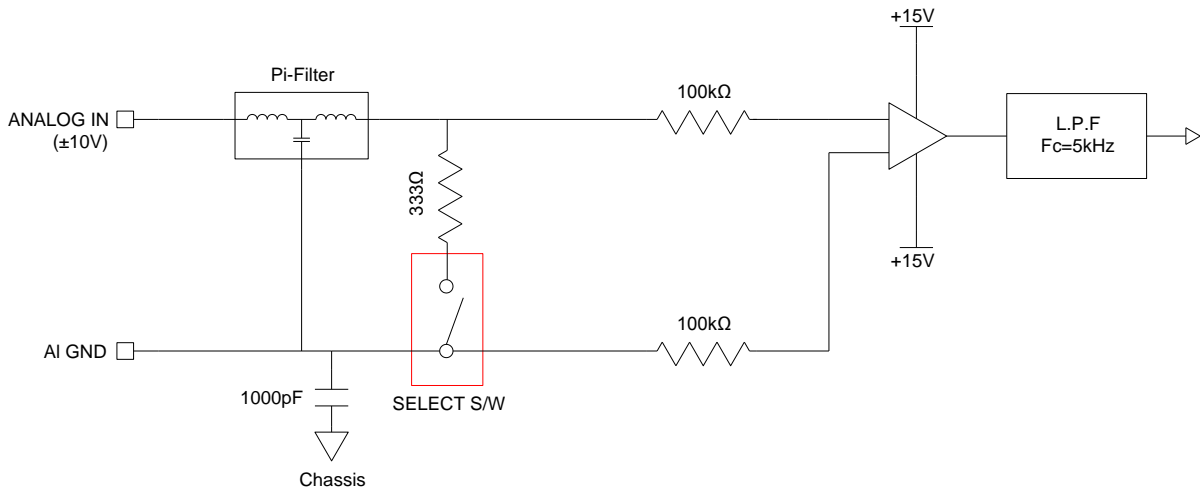 +15V
Pi-Filter
100kΩ
ANALOG IN
(±10V)
L.P.F
Fc=5kHz
333Ω
+15V
100kΩ
AI GND
1000pF
SELECT S/W
Chassis